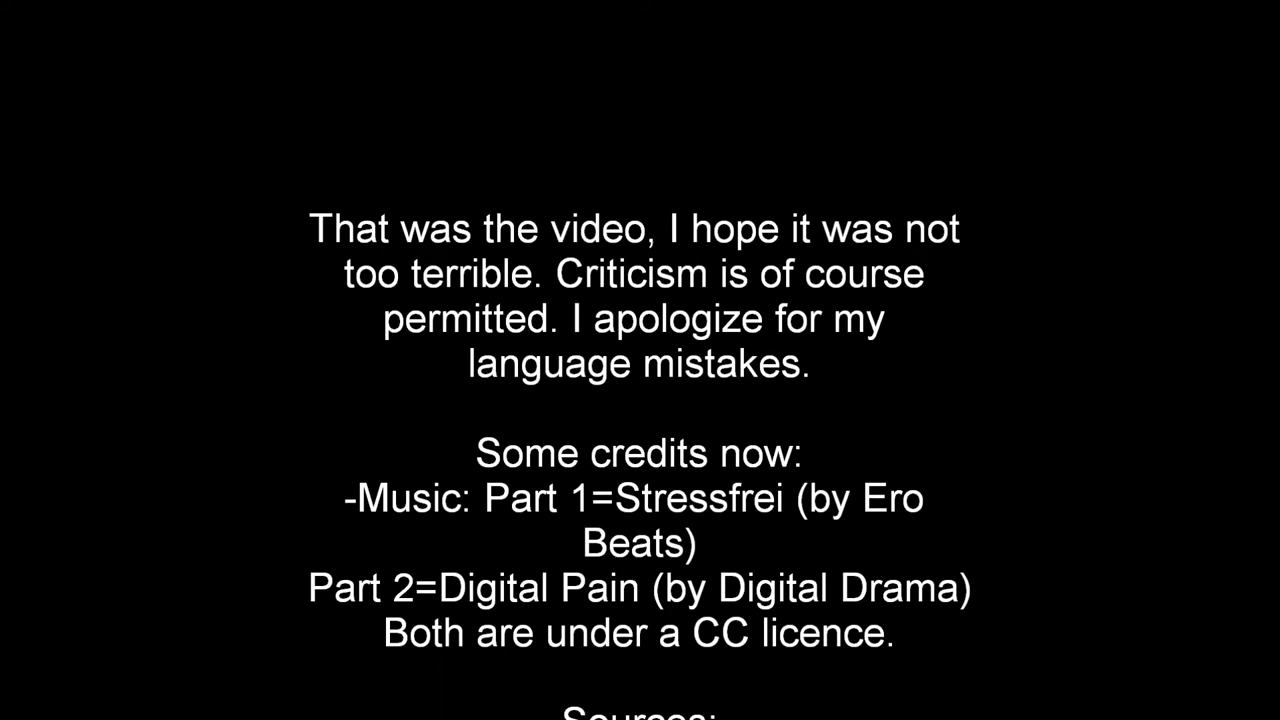 That was the video, I hope it was not
too terrible. Criticism is of course
permitted. I apologize for my
language mistakes.
Some credits now:
-Music: Part 1=Stressfrei (by Ero
Beats)
Part 2=Digital Pain (by Digital Drama)
Both are under a CC licence.
Sources: